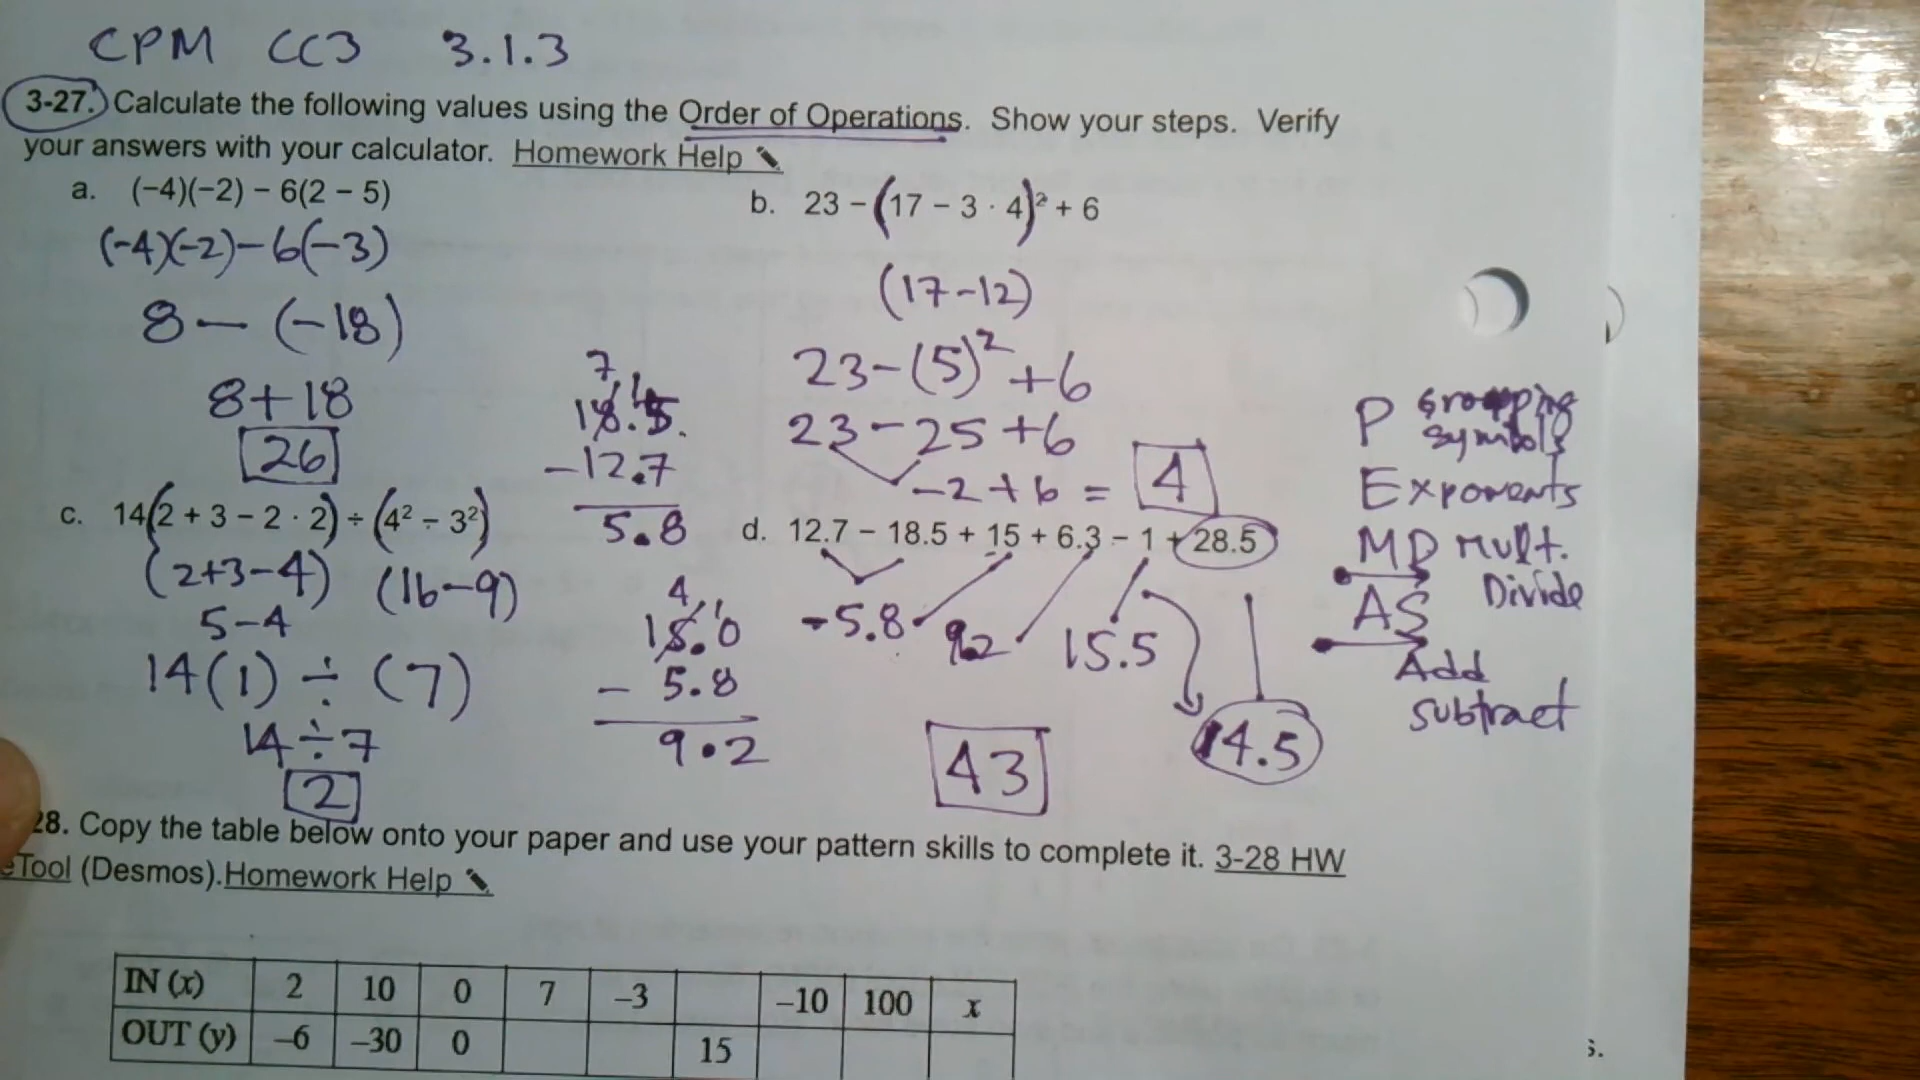 CPM CC3 3.1.3
3-27. Calculate the following values using the Order of Operations. Show your steps. Verify
your answers with your calculator. Homework Help
a. (−4)(−2) − 6(2 − 5)
(-4)(-2)-6(-3)
8 - (-18)
8+18
26
b. 23 − (17 − 3 · 4)² + 6
(17-12)
23-(5)²+6
23-25+6
-2+6 = 4
c. 14(2 + 3 − 2 · 2) ÷ (4² − 3²)
(2+3-4) (16-9)
5-4
14(1) ÷ (7)
14÷7
2
7 1
18.5
-12.7
5.8
4 1
15.0
- 5.8
9.2
d. 12.7 − 18.5 + 15 + 6.3 − 1 + 28.5
-5.8 9.2 15.5
14.5
43
P Grouping
symbols
Exponents
MD Mult.
Divide
AS
Add
subtract
28. Copy the table below onto your paper and use your pattern skills to complete it. 3-28 HW
eTool (Desmos).Homework Help
IN (x) 2 10 0 7 −3 −10 100 x
OUT (y) −6 −30 0 15
s.